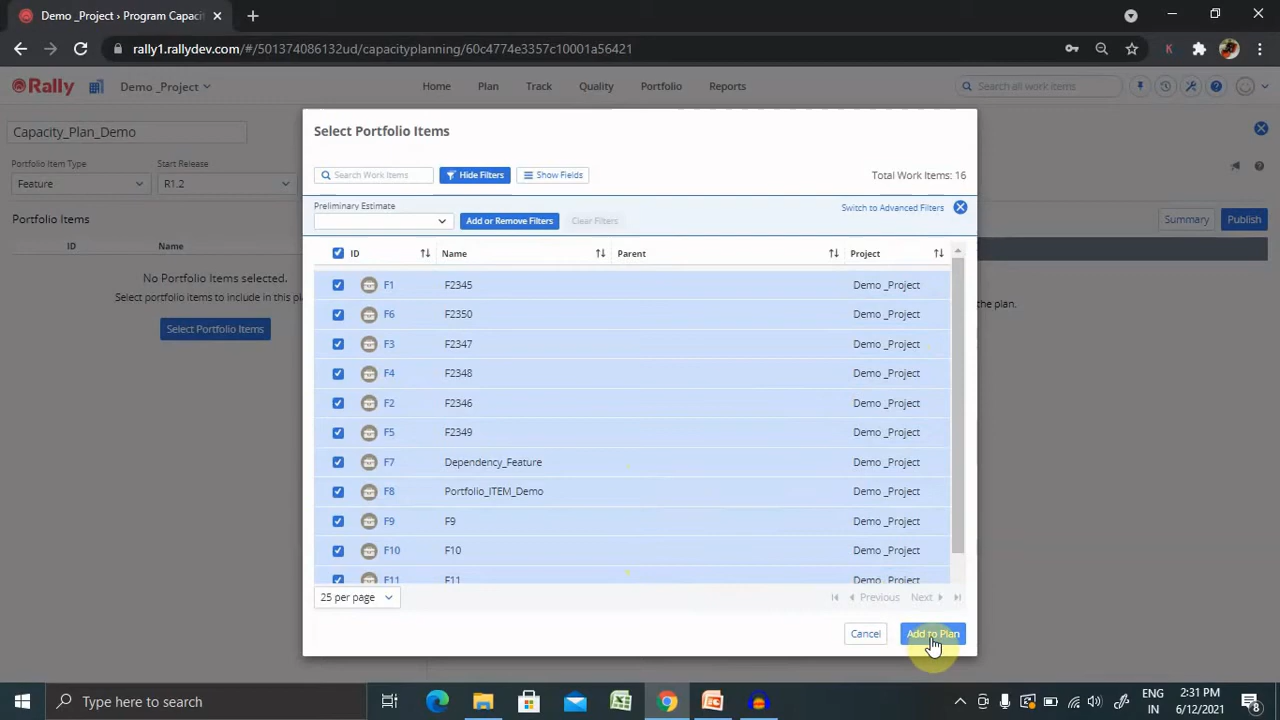 Demo _Project › Program Capacit
rally1.rallydev.com/#/501374086132ud/capacityplanning/60c4774e3357c10001a56421
K
Rally
Demo _Project
Home
Plan
Track
Quality
Portfolio
Reports
Search all work items
Capacity_Plan_Demo
Portfolio Item Type
Start Release
Feature
R1.2
Portfolio Items
Summary
Publish
ID
Name
No Portfolio Items selected.
Select portfolio items to include in this pl
the plan.
Select Portfolio Items
Select Portfolio Items
Search Work Items
Hide Filters
Show Fields
Total Work Items: 16
Preliminary Estimate
Switch to Advanced Filters
Add or Remove Filters
Clear Filters
ID
Name
Parent
Project
F1 F2345 Demo _Project
F6 F2350 Demo _Project
F3 F2347 Demo _Project
F4 F2348 Demo _Project
F2 F2346 Demo _Project
F5 F2349 Demo _Project
F7 Dependency_Feature Demo _Project
F8 Portfolio_ITEM_Demo Demo _Project
F9 F9 Demo _Project
F10 F10 Demo _Project
F11 F11 Demo _Project
25 per page
Previous
Next
Cancel
Add to Plan
Type here to search
ENG
IN
2:31 PM
6/12/2021
8